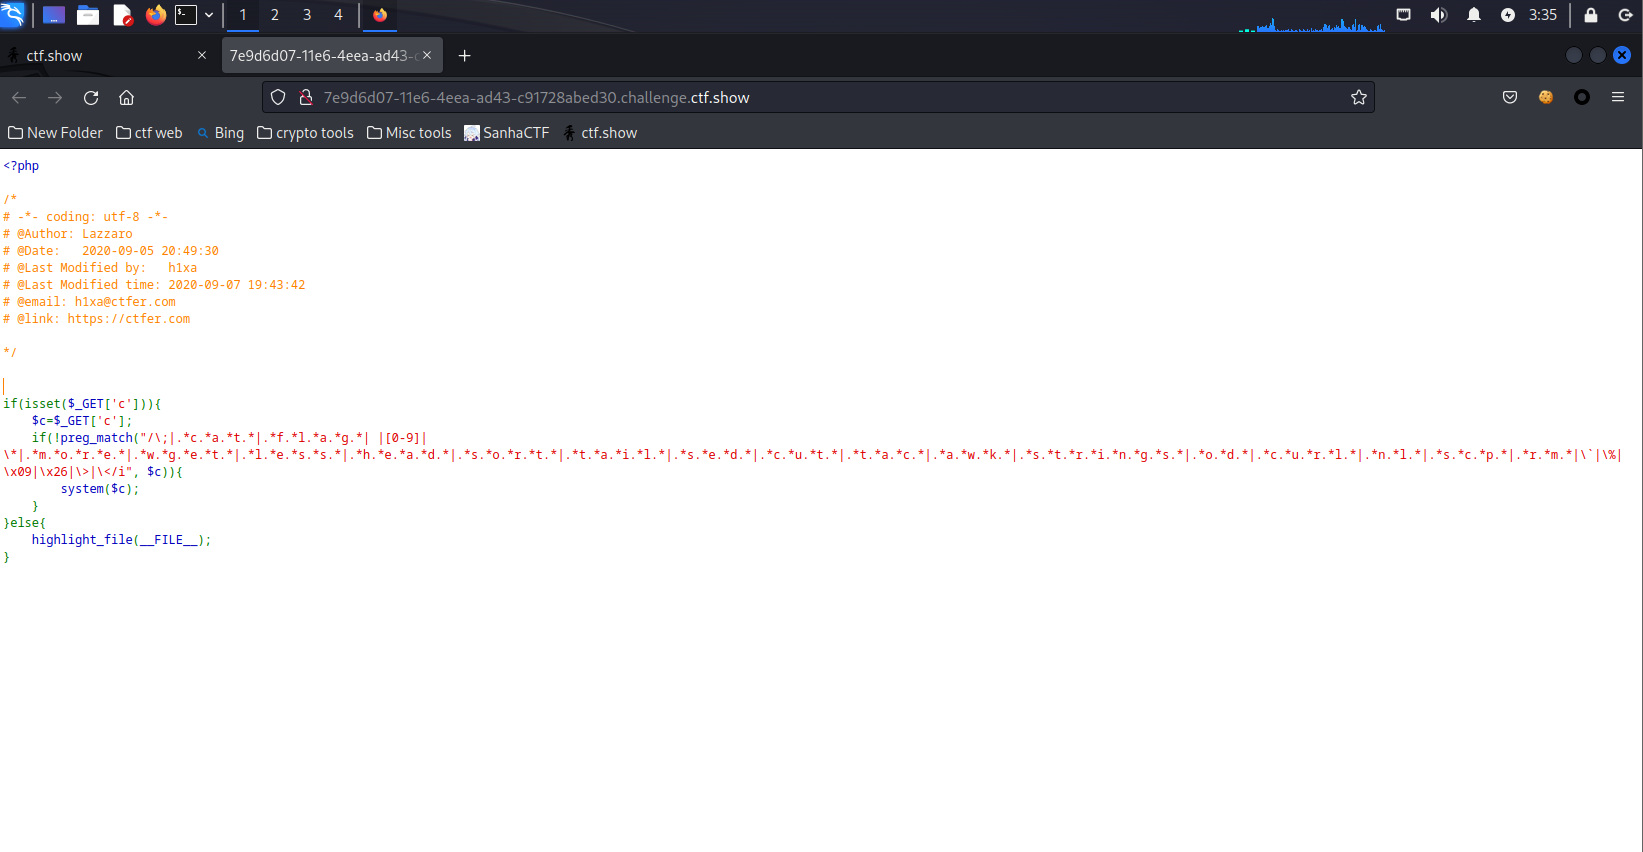 1 2 3 4 3:35
ctf.show 7e9d6d07-11e6-4eea-ad43-c
7e9d6d07-11e6-4eea-ad43-c91728abed30.challenge.ctf.show
New Folder ctf web Bing crypto tools Misc tools SanhaCTF ctf.show
<?php
/*
# -*- coding: utf-8 -*-
# @Author: Lazzaro
# @Date:   2020-09-05 20:49:30
# @Last Modified by:   h1xa
# @Last Modified time: 2020-09-07 19:43:42
# @email: h1xa@ctfer.com
# @link: https://ctfer.com
*/
if(isset($_GET['c'])){
    $c=$_GET['c'];
    if(!preg_match("/\;|.*c.*a.*t.*|.*f.*l.*a.*g.*| |[0-9]|
\*|.*m.*o.*r.*e.*|.*w.*g.*e.*t.*|.*l.*e.*s.*s.*|.*h.*e.*a.*d.*|.*s.*o.*r.*t.*|.*t.*a.*i.*l.*|.*s.*e.*d.*|.*c.*u.*t.*|.*t.*a.*c.*|.*a.*w.*k.*|.*s.*t.*r.*i.*n.*g.*s.*|.*o.*d.*|.*c.*u.*r.*l.*|.*n.*l.*|.*s.*c.*p.*|.*r.*m.*|\`|\%|
\x09|\x26|\>|\</i", $c)){
        system($c);
    }
}else{
    highlight_file(__FILE__);
}